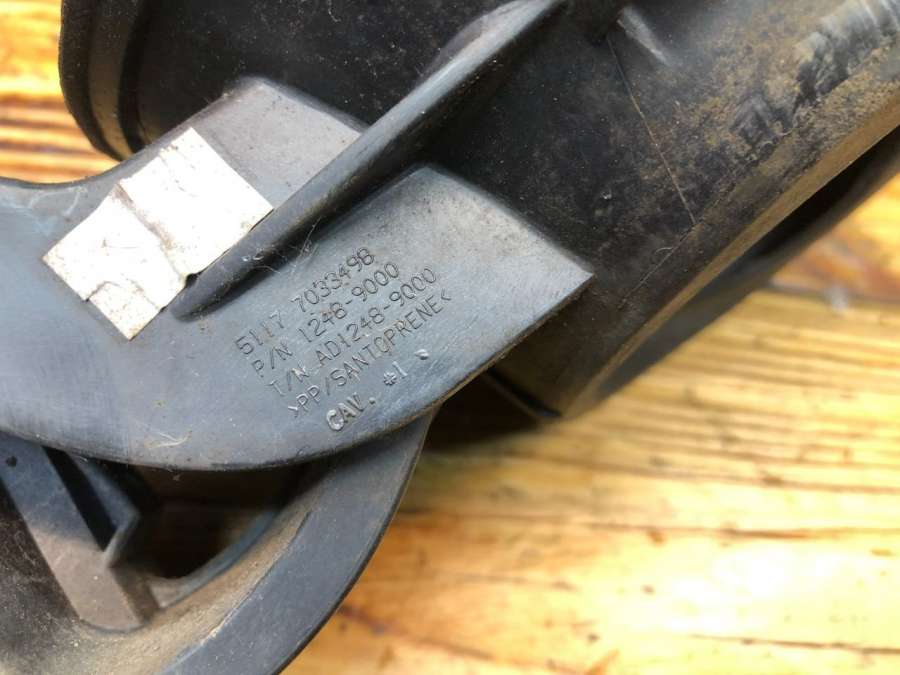 5117 7033498
P/N 1248-9000
T/W AD1248-9000
>PP/SANTOPRENE<
CAV. #1